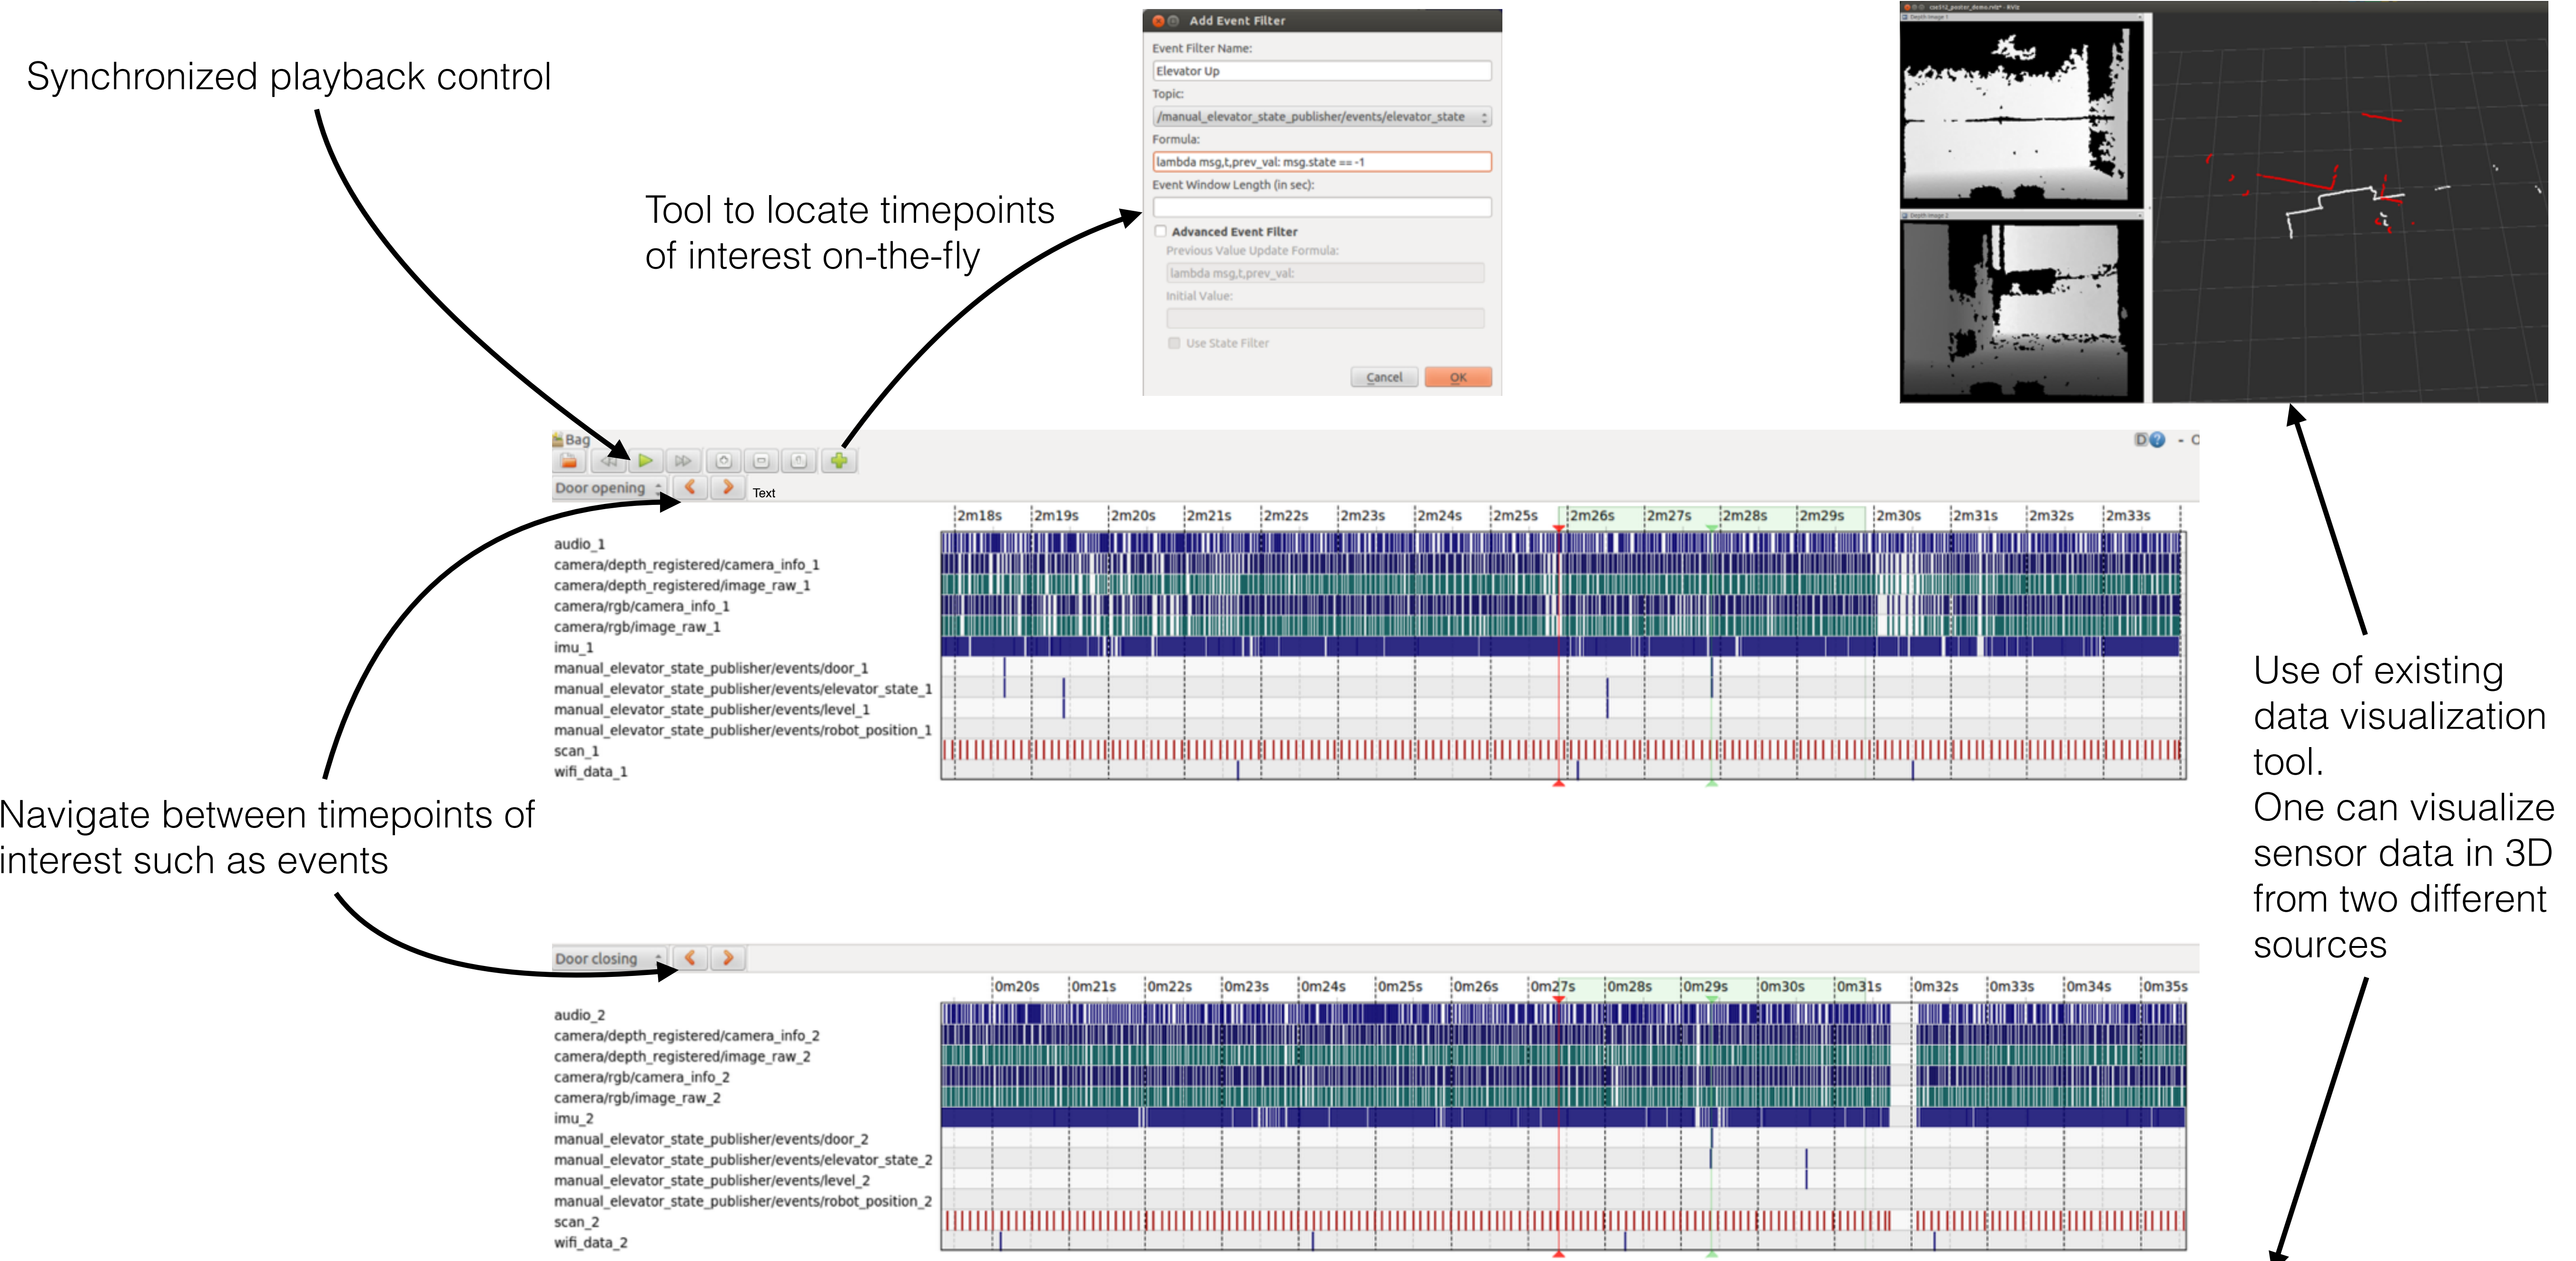 Synchronized playback control
Tool to locate timepoints
of interest on-the-fly
Add Event Filter
Event Filter Name:
Elevator Up
Topic:
/manual_elevator_state_publisher/events/elevator_state
Formula:
lambda msg,t,prev_val: msg.state == -1
Event Window Length (in sec):
Advanced Event Filter
Previous Value Update Formula:
lambda msg,t,prev_val:
Initial Value:
Use State Filter
Cancel
OK
Depth Image 1
Depth Image 2
Bag
D
Door opening
Text
2m18s 2m19s 2m20s 2m21s 2m22s 2m23s 2m24s 2m25s 2m26s 2m27s 2m28s 2m29s 2m30s 2m31s 2m32s 2m33s
audio_1
camera/depth_registered/camera_info_1
camera/depth_registered/image_raw_1
camera/rgb/camera_info_1
camera/rgb/image_raw_1
imu_1
manual_elevator_state_publisher/events/door_1
manual_elevator_state_publisher/events/elevator_state_1
manual_elevator_state_publisher/events/level_1
manual_elevator_state_publisher/events/robot_position_1
scan_1
wifi_data_1
Navigate between timepoints of
interest such as events
Use of existing
data visualization
tool.
One can visualize
sensor data in 3D
from two different
sources
Door closing
0m20s 0m21s 0m22s 0m23s 0m24s 0m25s 0m26s 0m27s 0m28s 0m29s 0m30s 0m31s 0m32s 0m33s 0m34s 0m35s
audio_2
camera/depth_registered/camera_info_2
camera/depth_registered/image_raw_2
camera/rgb/camera_info_2
camera/rgb/image_raw_2
imu_2
manual_elevator_state_publisher/events/door_2
manual_elevator_state_publisher/events/elevator_state_2
manual_elevator_state_publisher/events/level_2
manual_elevator_state_publisher/events/robot_position_2
scan_2
wifi_data_2